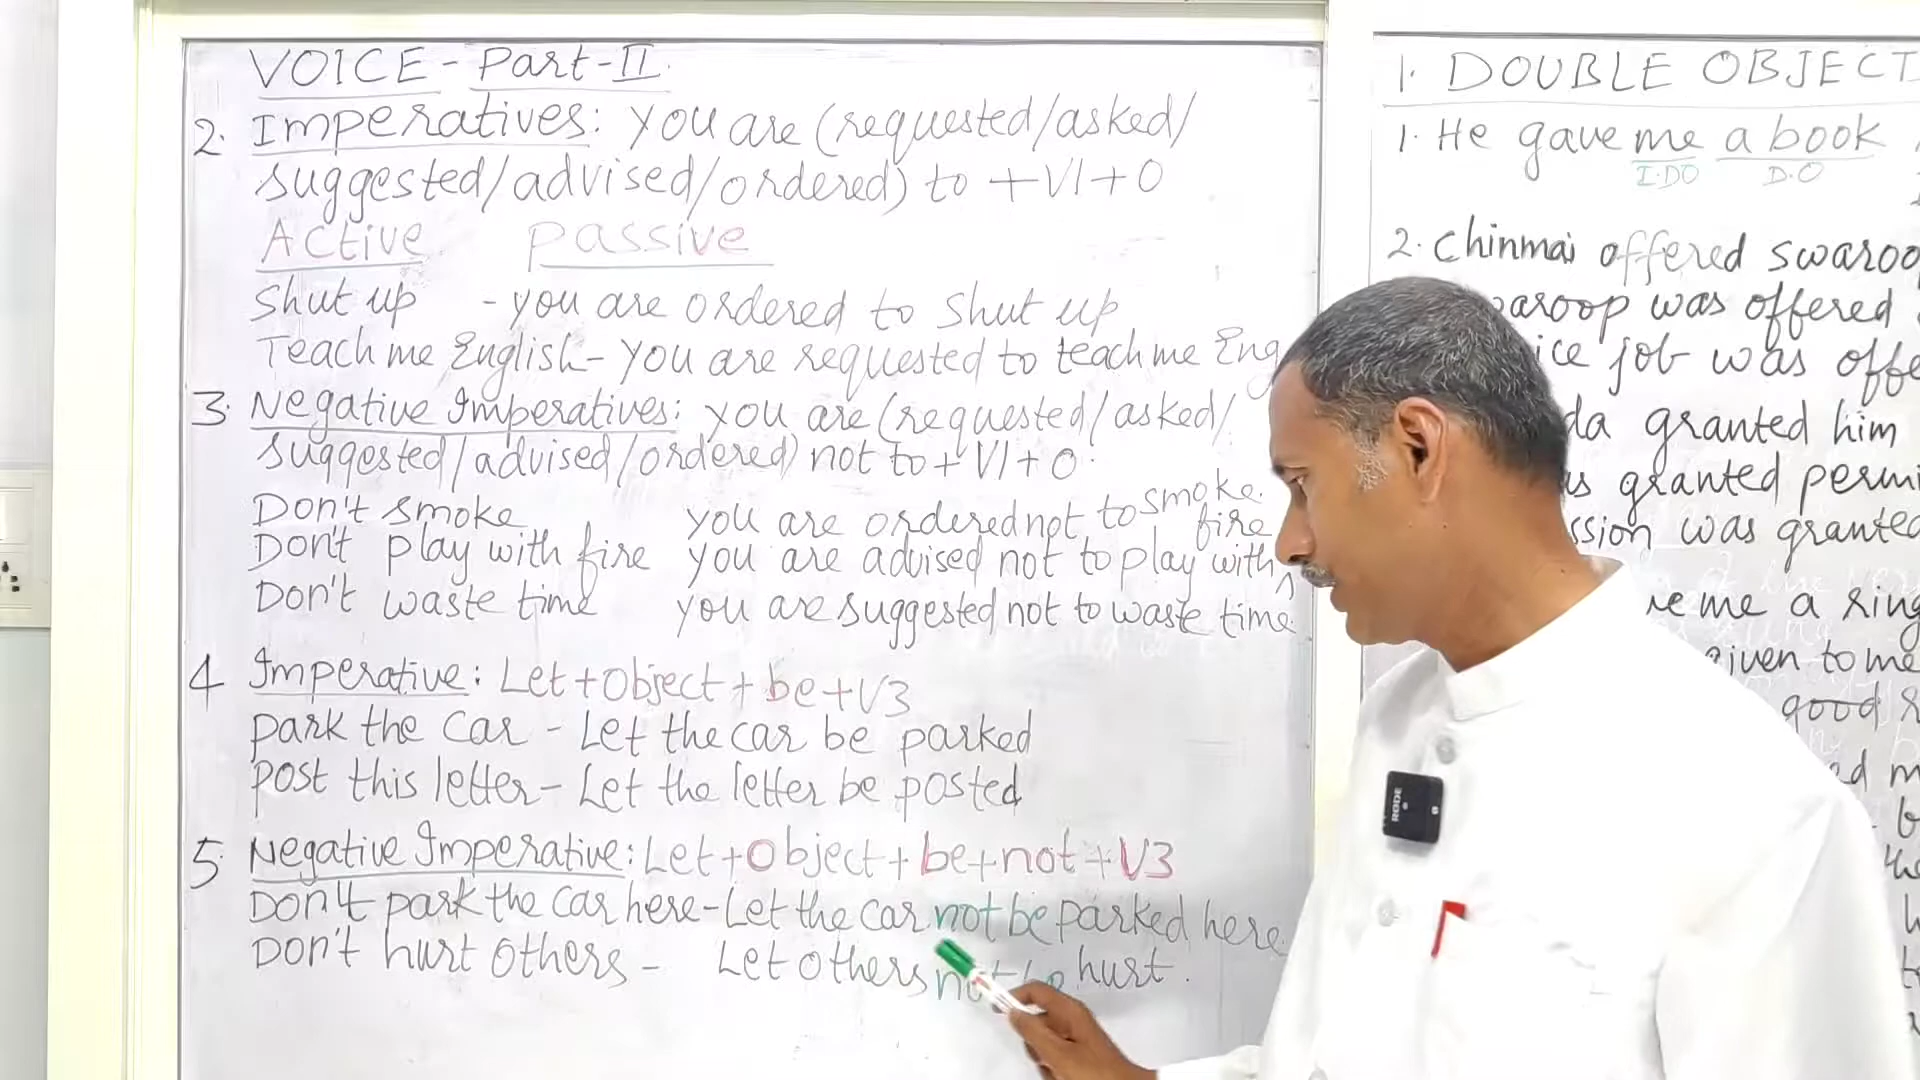 VOICE - Part-II
2. Imperatives: you are (requested/asked/
suggested/advised/ordered) to +V1+O
Active Passive
Shut up - you are ordered to shut up
Teach me English - you are requested to teach me Eng
3. Negative Imperatives: you are (requested/asked/
suggested/advised/ordered) not to + V1+O.
Don't smoke you are ordered not to smoke.
Don't play with fire you are advised not to play with fire
Don't waste time you are suggested not to waste time.
4 Imperative: Let+object+be+V3
Park the car - Let the car be parked
Post this letter - Let the letter be posted
5. Negative Imperative: Let+Object+be+not+V3
Don't park the car here - Let the car not be parked here
Don't hurt others - Let others not be hurt.
1. DOUBLE OBJECT
1. He gave me a book
I.DO D.O
2. Chinmai offered swaroo
waroop was offered
ice job was offe
da granted him
s granted permi
ssion was granted
ve me a ring
given to me
good
RODE